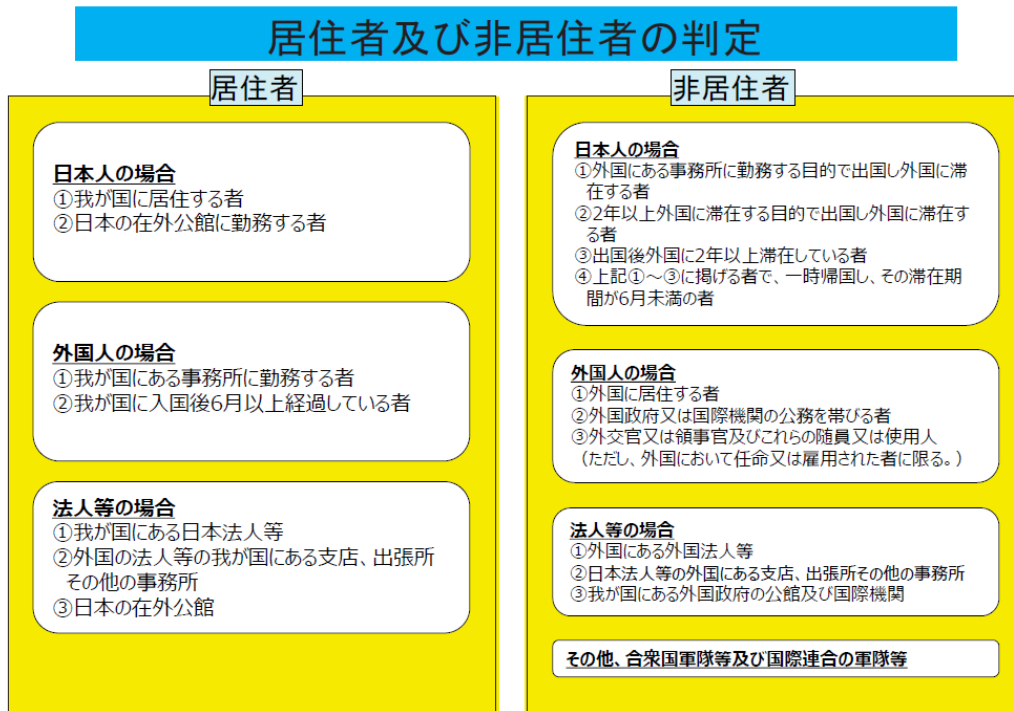 居住者及び非居住者の判定
居住者
日本人の場合
①我が国に居住する者
②日本の在外公館に勤務する者
外国人の場合
①我が国にある事務所に勤務する者
②我が国に入国後6月以上経過している者
法人等の場合
①我が国にある日本法人等
②外国の法人等の我が国にある支店、出張所
その他の事務所
③日本の在外公館
非居住者
日本人の場合
①外国にある事務所に勤務する目的で出国し外国に滞
在する者
②2年以上外国に滞在する目的で出国し外国に滞在す
る者
③出国後外国に2年以上滞在している者
④上記①～③に掲げる者で、一時帰国し、その滞在期
間が6月未満の者
外国人の場合
①外国に居住する者
②外国政府又は国際機関の公務を帯びる者
③外交官又は領事官及びこれらの随員又は使用人
（ただし、外国において任命又は雇用された者に限る。）
法人等の場合
①外国にある外国法人等
②日本法人等の外国にある支店、出張所その他の事務所
③我が国にある外国政府の公館及び国際機関
その他、合衆国軍隊等及び国際連合の軍隊等